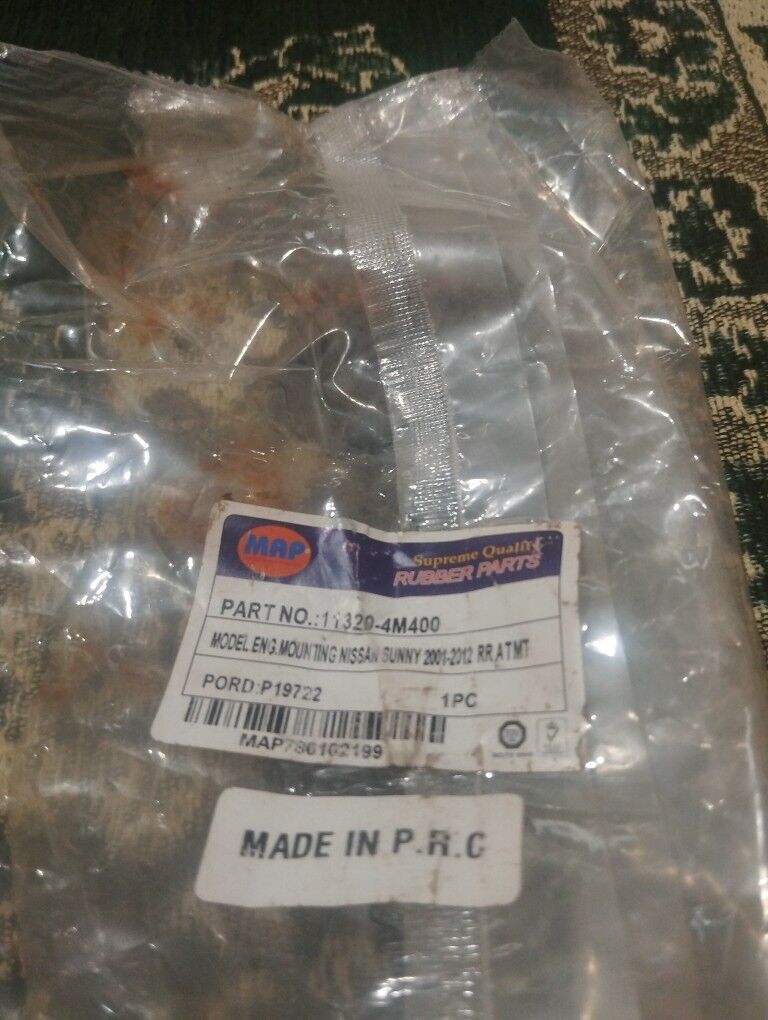 MAP
Supreme Quality
RUBBER PARTS
PART NO.:11320-4M400
MODEL.ENG.MOUNTING NISSAN SUNNY 2001-2012 RR,AT MT
PORD:P19722 1PC
MAP786102199
MADE IN P.R.C